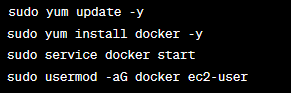 sudo yum update -y
sudo yum install docker -y
sudo service docker start
sudo usermod -aG docker ec2-user